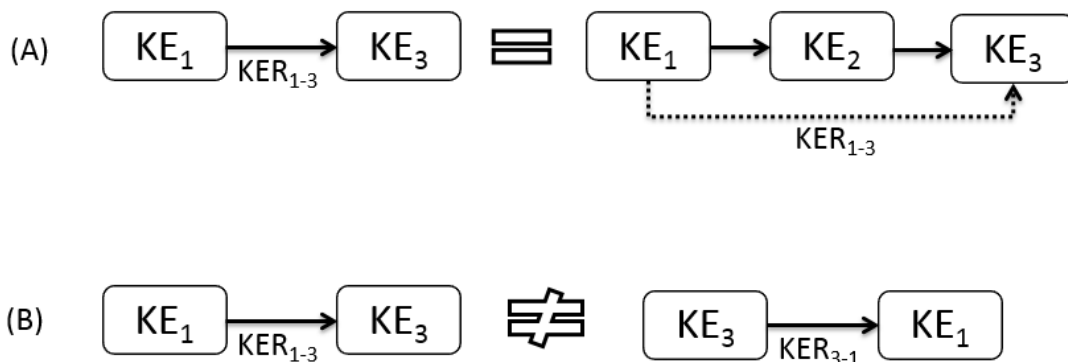 (A) KE₁ KER₁₋₃ KE₃ = KE₁ KE₂ KE₃
KER₁₋₃
(B) KE₁ KER₁₋₃ KE₃ ≠ KE₃ KER₃₋₁ KE₁